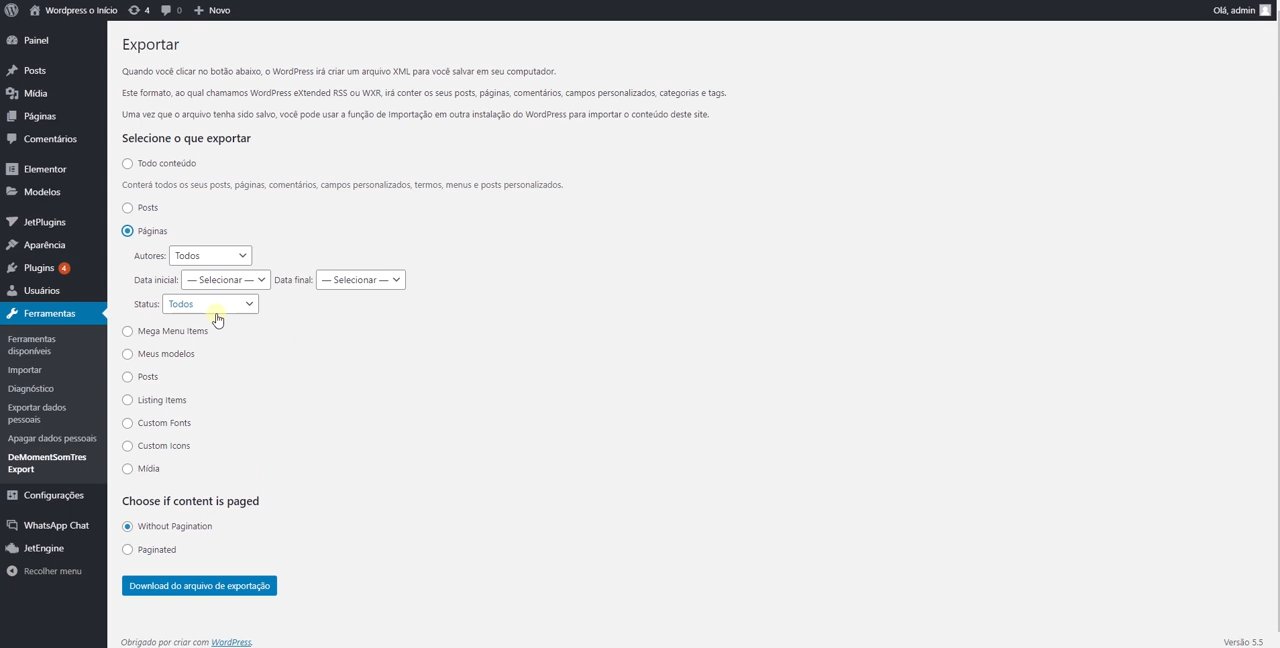 Wordpress o Início 4 0 Novo Olá, admin
Painel
Posts
Mídia
Páginas
Comentários
Elementor
Modelos
JetPlugins
Aparência
Plugins 4
Usuários
Ferramentas
Ferramentas
disponíveis
Importar
Diagnóstico
Exportar dados
pessoais
Apagar dados pessoais
DeMomentSomTres
Export
Configurações
WhatsApp Chat
JetEngine
Recolher menu
Exportar
Quando você clicar no botão abaixo, o WordPress irá criar um arquivo XML para você salvar em seu computador.
Este formato, ao qual chamamos WordPress eXtended RSS ou WXR, irá conter os seus posts, páginas, comentários, campos personalizados, categorias e tags.
Uma vez que o arquivo tenha sido salvo, você pode usar a função de Importação em outra instalação do WordPress para importar o conteúdo deste site.
Selecione o que exportar
Todo conteúdo
Conterá todos os seus posts, páginas, comentários, campos personalizados, termos, menus e posts personalizados.
Posts
Páginas
Autores: Todos
Data inicial: — Selecionar — Data final: — Selecionar —
Status: Todos
Mega Menu Items
Meus modelos
Posts
Listing Items
Custom Fonts
Custom Icons
Mídia
Choose if content is paged
Without Pagination
Paginated
Download do arquivo de exportação
Obrigado por criar com WordPress.
Versão 5.5